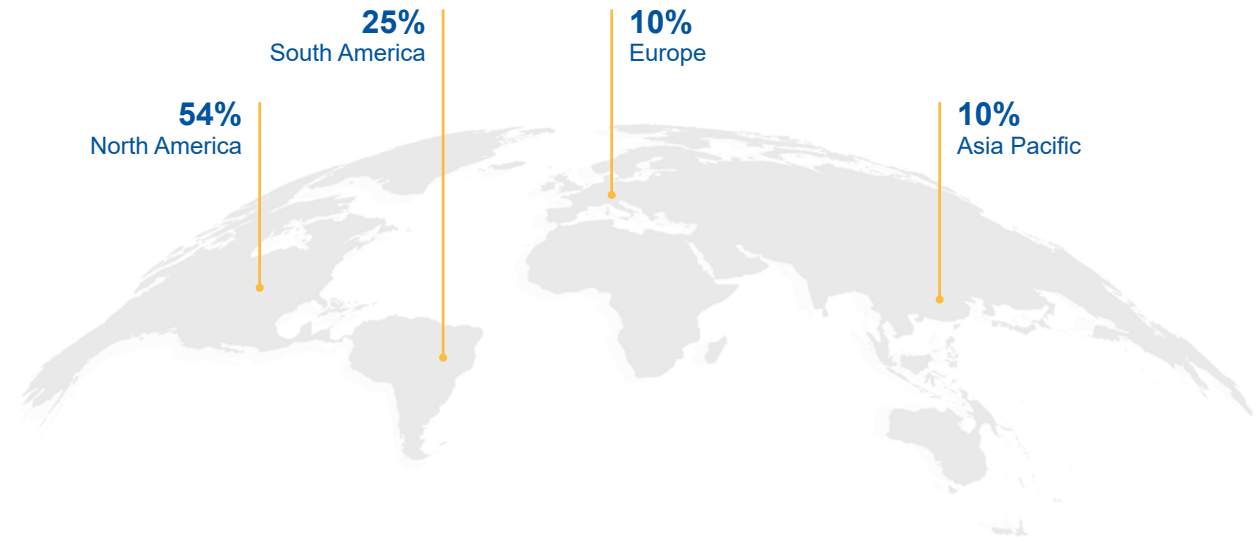 25%
South America
10%
Europe
54%
North America
10%
Asia Pacific